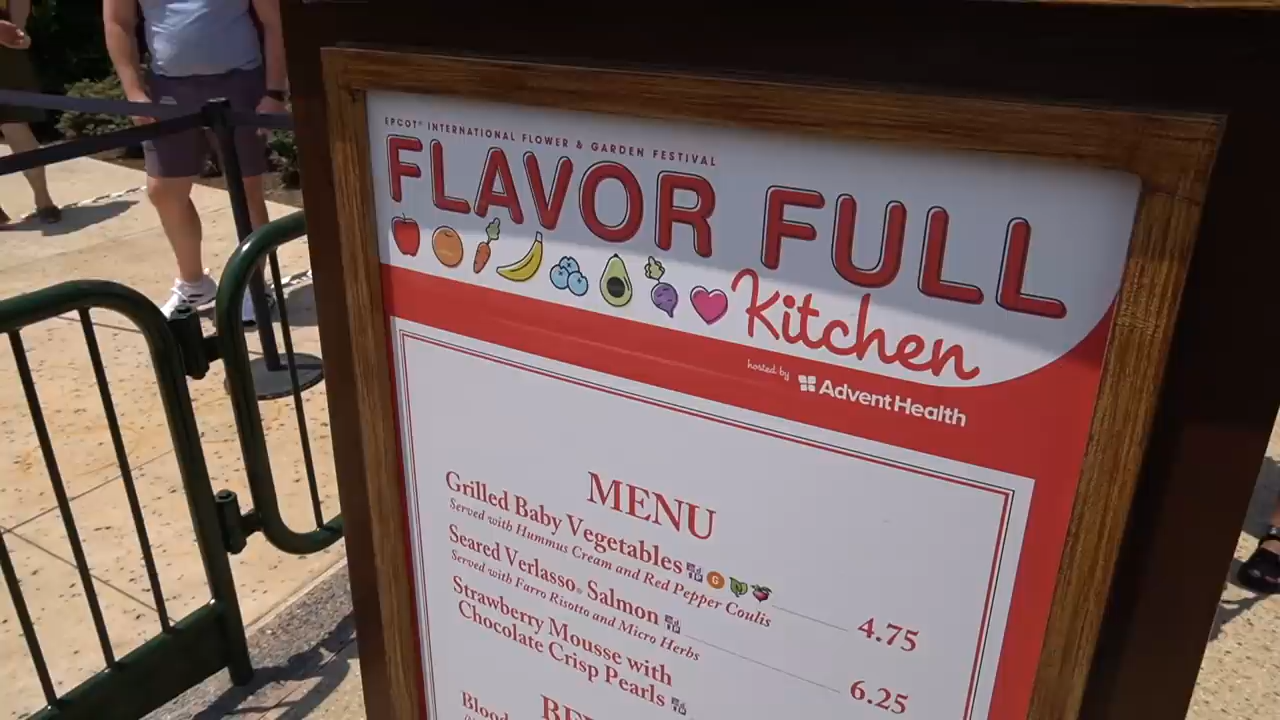 EPCOT® INTERNATIONAL FLOWER & GARDEN FESTIVAL
FLAVOR FULL
Kitchen
hosted by AdventHealth
MENU
Grilled Baby Vegetables G
Served with Hummus Cream and Red Pepper Coulis 4.75
Seared Verlasso® Salmon
Served with Farro Risotto and Micro Herbs 6.25
Strawberry Mousse with
Chocolate Crisp Pearls
Blood